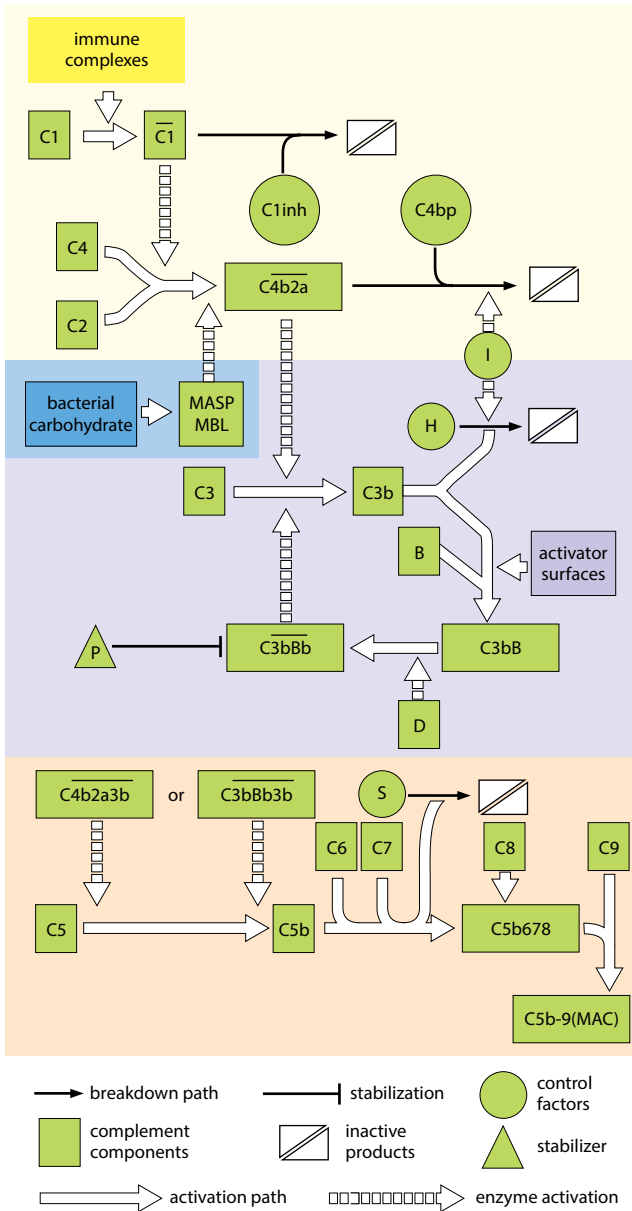 immune
complexes
C1
C1
C1inh
C4bp
C4
C4b2a
C2
I
bacterial
carbohydrate
MASP
MBL
H
C3
C3b
B
activator
surfaces
P
C3bBb
C3bB
D
C4b2a3b
or
C3bBb3b
S
C6
C7
C8
C9
C5
C5b
C5b678
C5b-9(MAC)
breakdown path
stabilization
control
factors
complement
components
inactive
products
stabilizer
activation path
enzyme activation